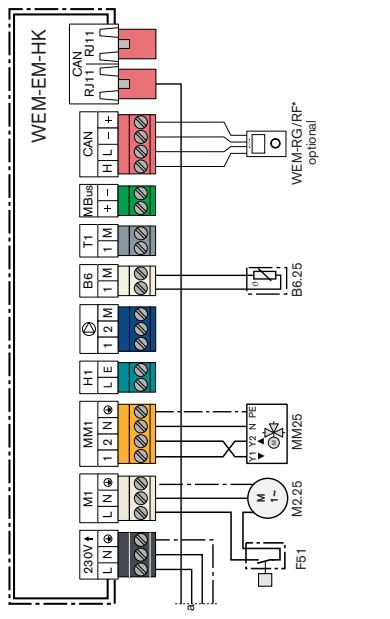 WEM-EM-HK
CAN
RJ11 RJ11
CAN
H L − +
WEM-RG/RF*
optional
MBus
+ −
T1
1 M
B6
1 M
ϑ
B6.25
1 2 M
H1
L E
MM1
1 2 N
Y1 Y2 N PE
M
MM25
M1
L N
M
1~
M2.25
230V
L N
F51
a